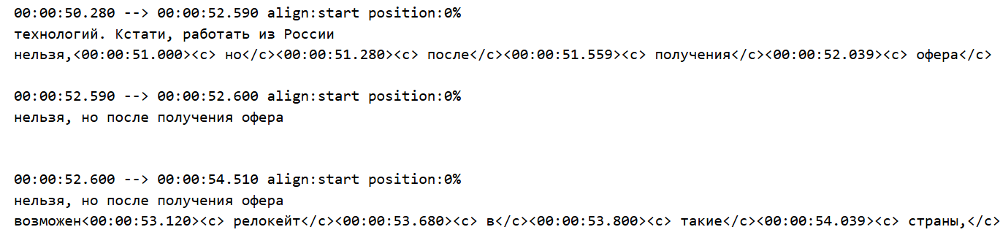 00:00:50.280 --> 00:00:52.590 align:start position:0%
технологий. Кстати, работать из России
нельзя,<00:00:51.000><c> но</c><00:00:51.280><c> после</c><00:00:51.559><c> получения</c><00:00:52.039><c> офера</c>
00:00:52.590 --> 00:00:52.600 align:start position:0%
нельзя, но после получения офера
00:00:52.600 --> 00:00:54.510 align:start position:0%
нельзя, но после получения офера
возможен<00:00:53.120><c> релокейт</c><00:00:53.680><c> в</c><00:00:53.800><c> такие</c><00:00:54.039><c> страны,</c>